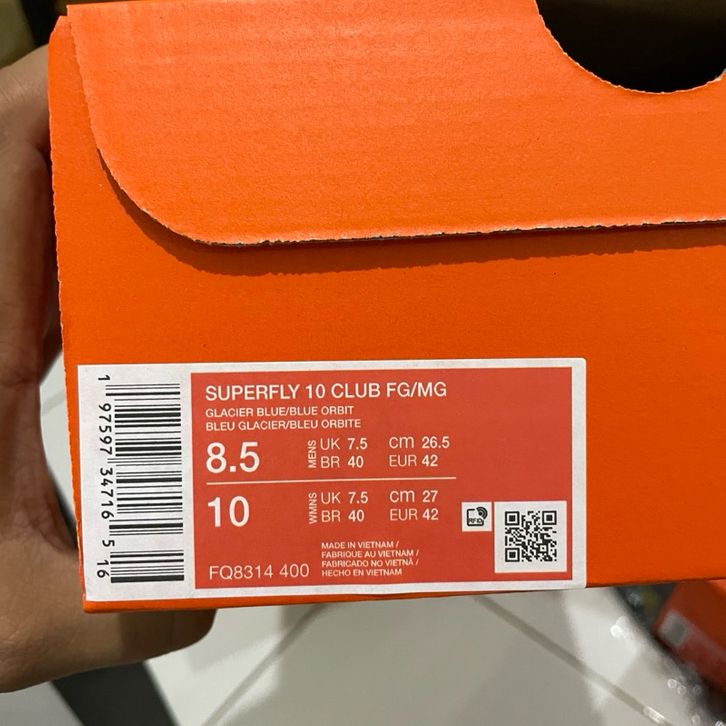 SUPERFLY 10 CLUB FG/MG
GLACIER BLUE/BLUE ORBIT
BLEU GLACIER/BLEU ORBITE
8.5 MENS UK 7.5 cm 26.5
BR 40 EUR 42
10 WMNS UK 7.5 cm 27
BR 40 EUR 42
RFID
MADE IN VIETNAM /
FABRIQUE AU VIETNAM /
FABRICADO NO VIETNÃ /
HECHO EN VIETNAM
FQ8314 400
1 97597 34716 5 16